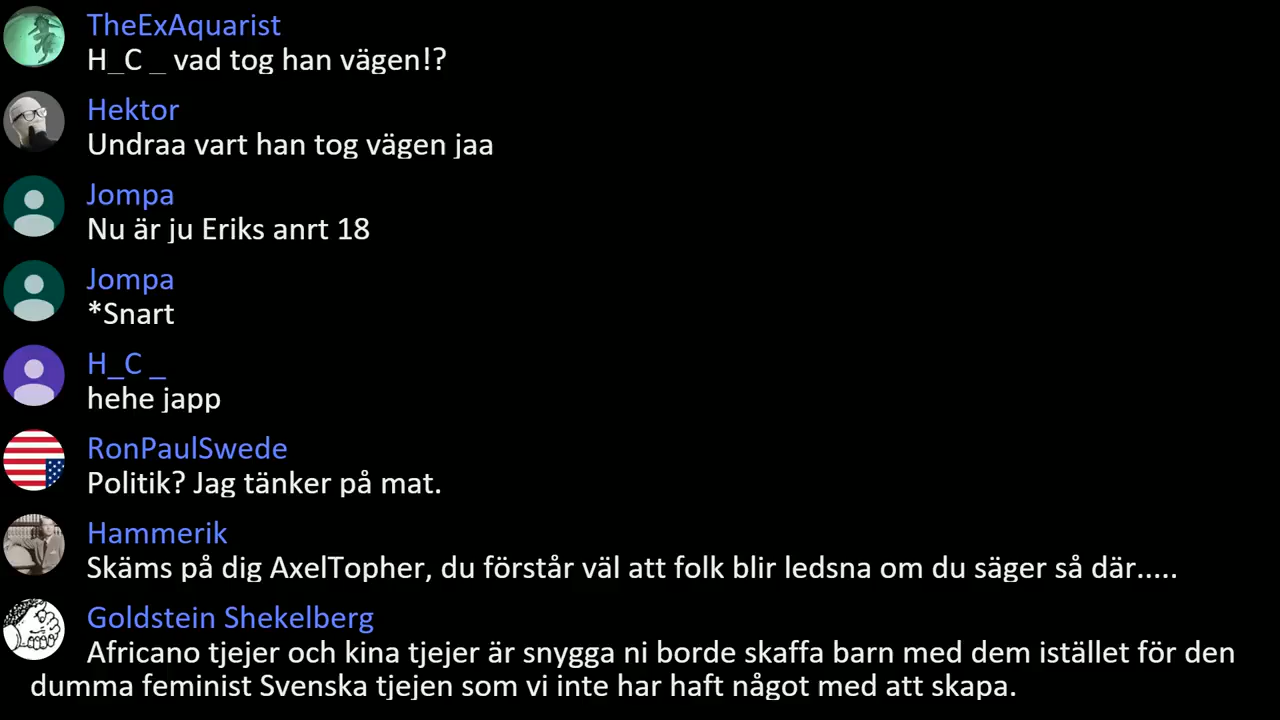 TheExAquarist
H_C _ vad tog han vägen!?
Hektor
Undraa vart han tog vägen jaa
Jompa
Nu är ju Eriks anrt 18
Jompa
*Snart
H_C _
hehe japp
RonPaulSwede
Politik? Jag tänker på mat.
Hammerik
Skäms på dig AxelTopher, du förstår väl att folk blir ledsna om du säger så där.....
Goldstein Shekelberg
Africano tjejer och kina tjejer är snygga ni borde skaffa barn med dem istället för den
dumma feminist Svenska tjejen som vi inte har haft något med att skapa.